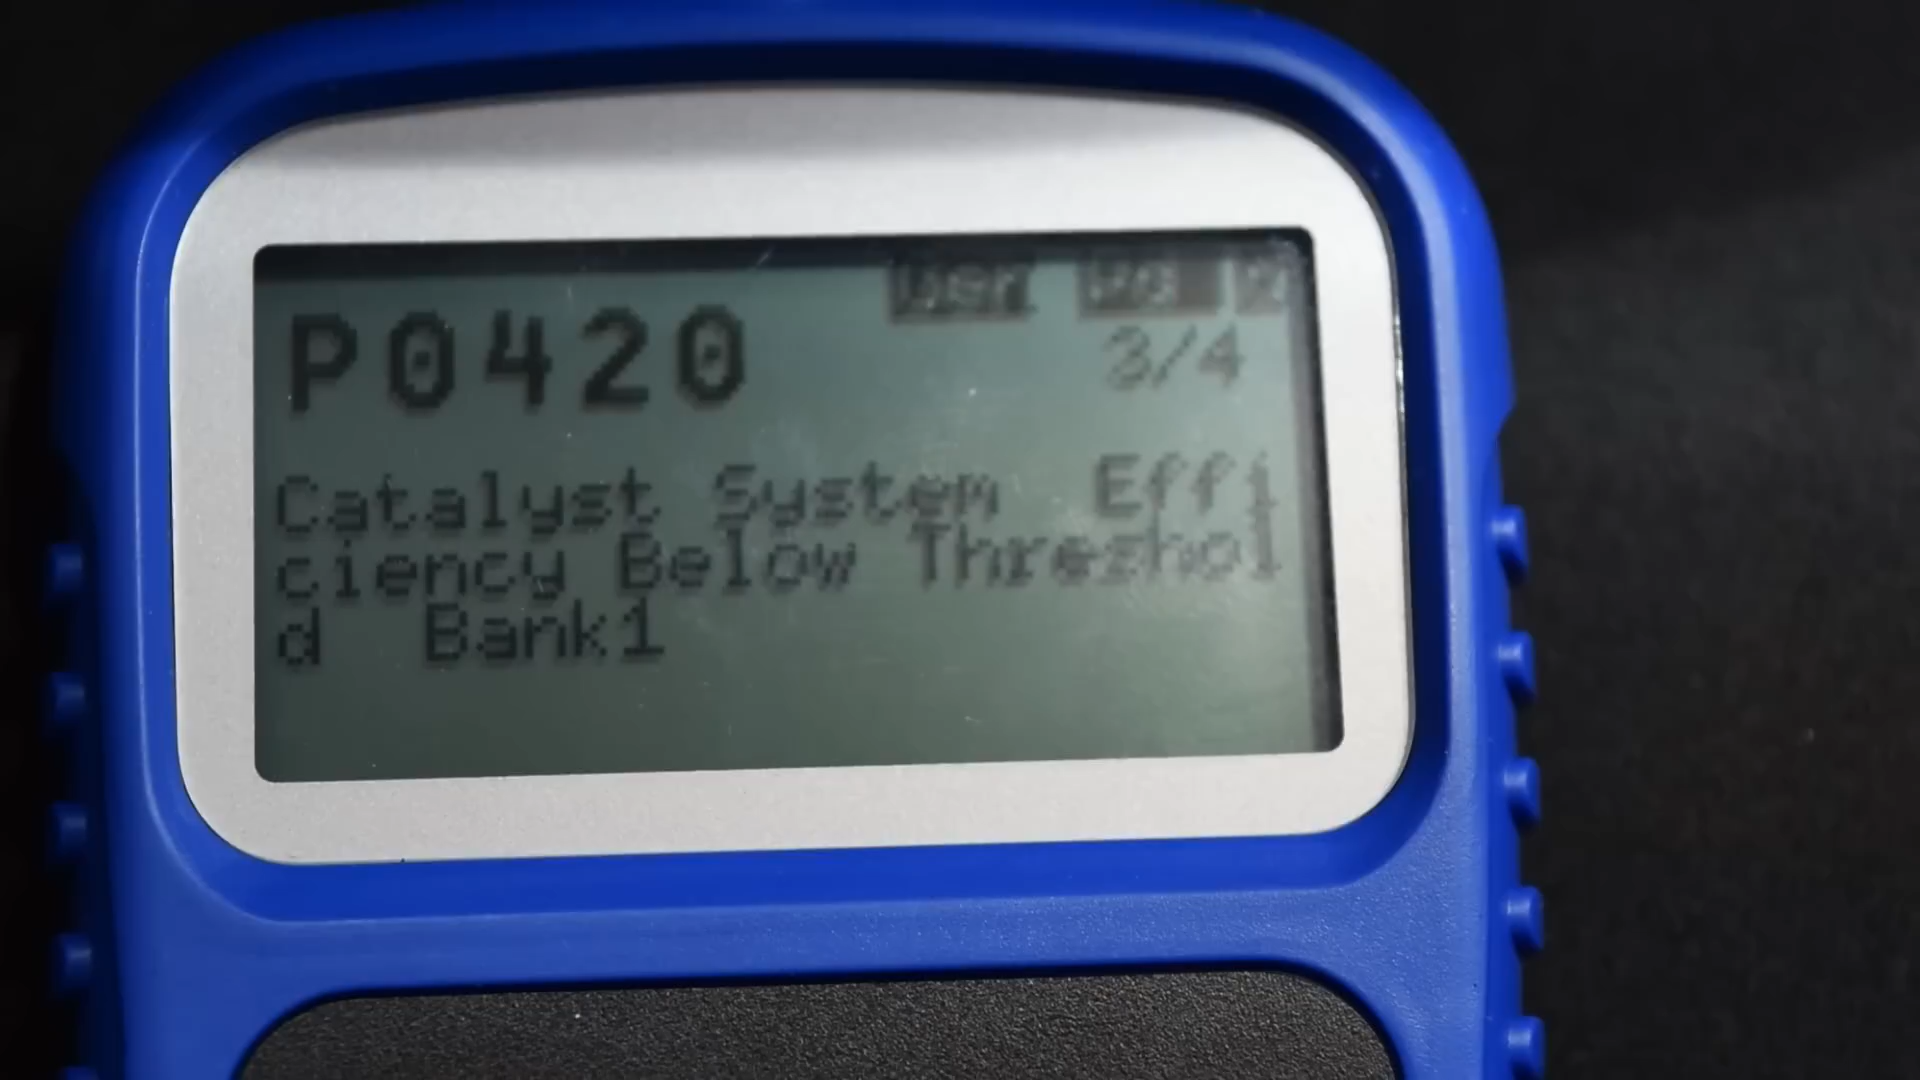 P0420
3/4
Catalyst System Effi
ciency Below Threshol
d Bank1